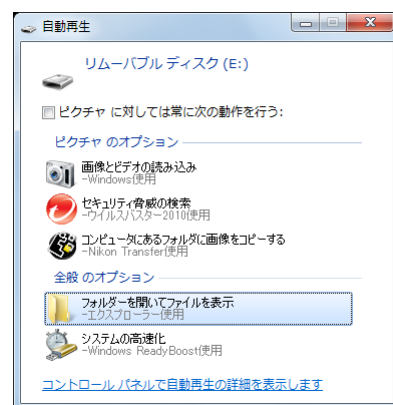 自動再生
リムーバブル ディスク (E:)
ピクチャ に対しては常に次の動作を行う:
ピクチャ のオプション
画像とビデオの読み込み
-Windows使用
セキュリティ脅威の検索
-ウイルスバスター2010使用
コンピュータにあるフォルダに画像をコピーする
-Nikon Transfer使用
全般 のオプション
フォルダーを開いてファイルを表示
-エクスプローラー使用
システムの高速化
-Windows ReadyBoost使用
コントロール パネルで自動再生の詳細を表示します